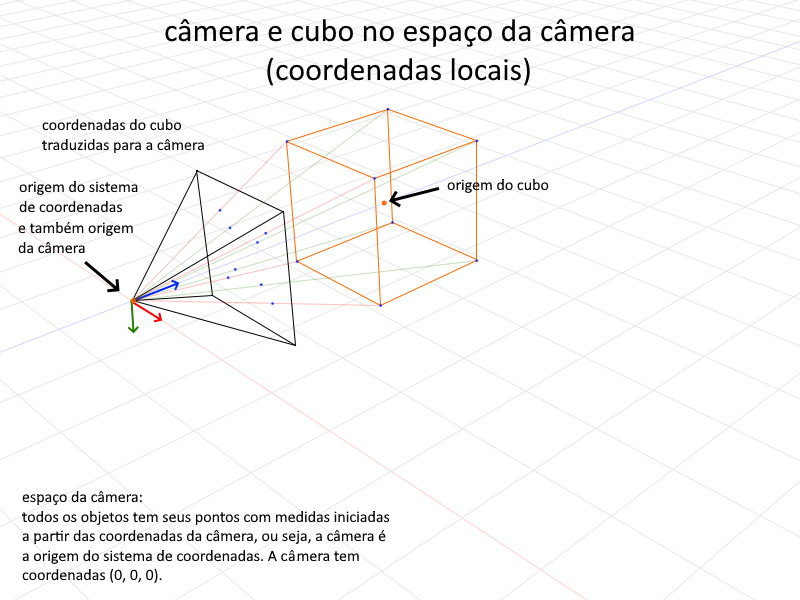 câmera e cubo no espaço da câmera
(coordenadas locais)
coordenadas do cubo
traduzidas para a câmera
origem do sistema
de coordenadas
e também origem
da câmera
origem do cubo
espaço da câmera:
todos os objetos tem seus pontos com medidas iniciadas
a partir das coordenadas da câmera, ou seja, a câmera é
a origem do sistema de coordenadas. A câmera tem
coordenadas (0, 0, 0).